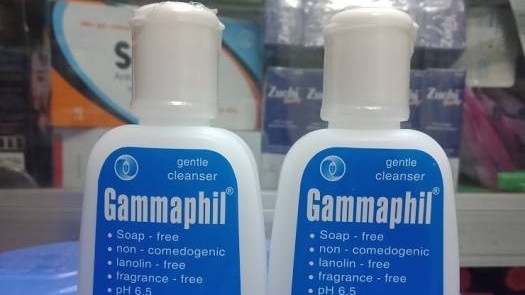 gentle
cleanser
Gammaphil®
• Soap - free
• non - comedogenic
• lanolin - free
• fragrance - free
• pH 6.5
gentle
cleanser
Gammaphil®
• Soap - free
• non - comedogenic
• lanolin - free
• fragrance - free
• pH 6.5
Zuchi
Zuchi
Zuchi